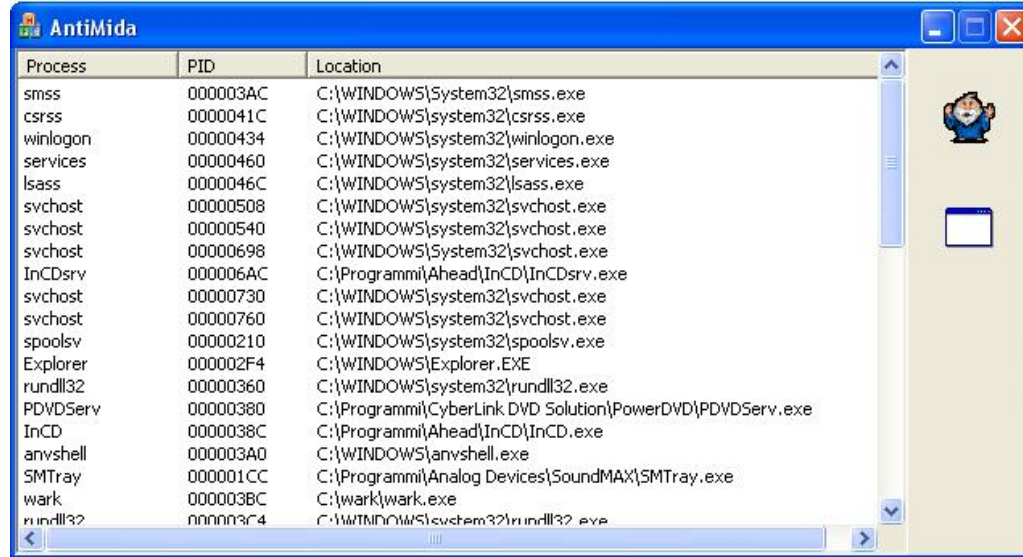 AntiMida
Process PID Location
smss 000003AC C:\WINDOWS\System32\smss.exe
csrss 0000041C C:\WINDOWS\system32\csrss.exe
winlogon 00000434 C:\WINDOWS\system32\winlogon.exe
services 00000460 C:\WINDOWS\system32\services.exe
lsass 0000046C C:\WINDOWS\system32\lsass.exe
svchost 00000508 C:\WINDOWS\system32\svchost.exe
svchost 00000540 C:\WINDOWS\system32\svchost.exe
svchost 00000698 C:\WINDOWS\System32\svchost.exe
InCDsrv 000006AC C:\Programmi\Ahead\InCD\InCDsrv.exe
svchost 00000730 C:\WINDOWS\system32\svchost.exe
svchost 00000760 C:\WINDOWS\system32\svchost.exe
spoolsv 00000210 C:\WINDOWS\system32\spoolsv.exe
Explorer 000002F4 C:\WINDOWS\Explorer.EXE
rundll32 00000360 C:\WINDOWS\system32\rundll32.exe
PDVDServ 00000380 C:\Programmi\CyberLink DVD Solution\PowerDVD\PDVDServ.exe
InCD 0000038C C:\Programmi\Ahead\InCD\InCD.exe
anvshell 000003A0 C:\WINDOWS\anvshell.exe
SMTray 000001CC C:\Programmi\Analog Devices\SoundMAX\SMTray.exe
wark 000003BC C:\wark\wark.exe
rundll32 000003C4 C:\WINDOWS\system32\rundll32.exe